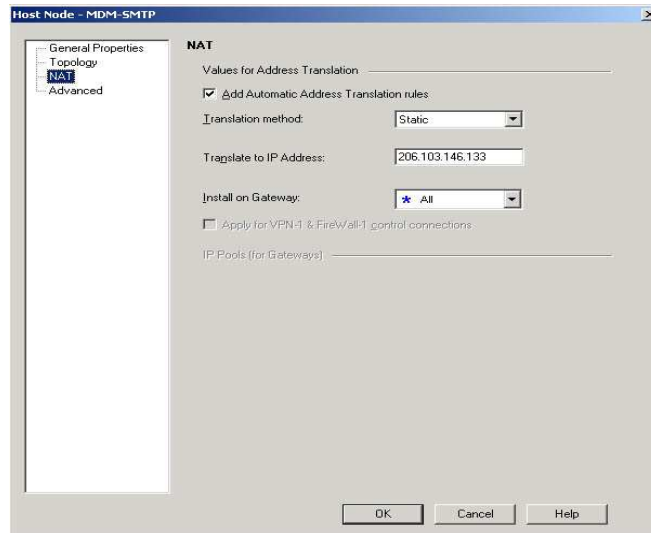 Host Node - MDM-SMTP
General Properties
Topology
NAT
Advanced
NAT
Values for Address Translation
Add Automatic Address Translation rules
Translation method: Static
Translate to IP Address: 206.103.146.133
Install on Gateway: * All
Apply for VPN-1 & FireWall-1 control connections
IP Pools (for Gateways)
OK Cancel Help